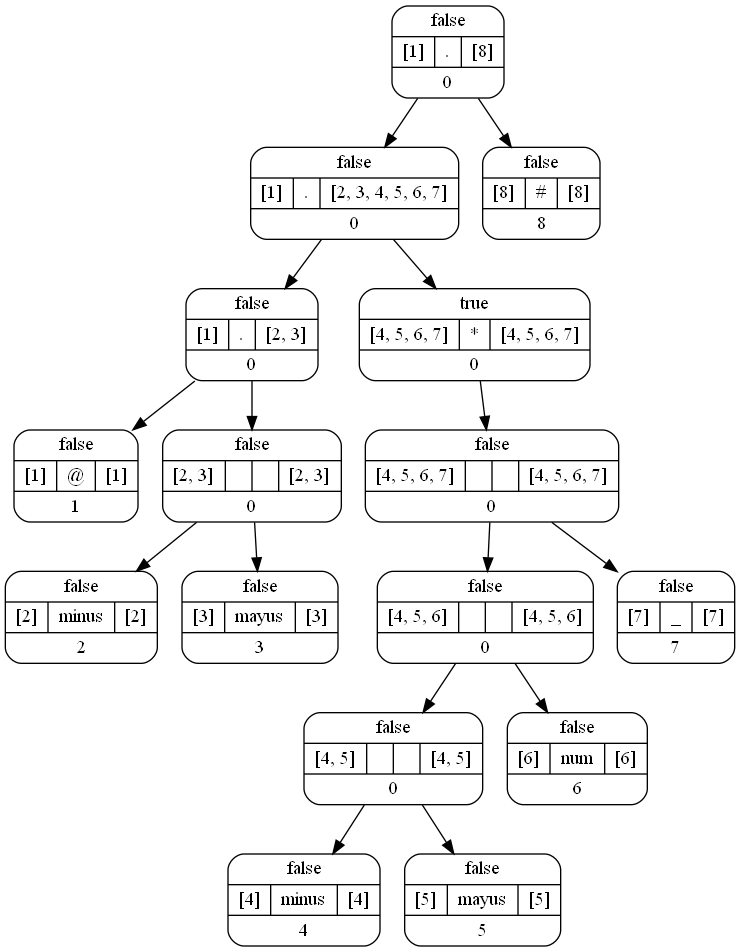 false
[1] . [8]
0
false
[1] . [2, 3, 4, 5, 6, 7]
0
false
[8] # [8]
8
false
[1] . [2, 3]
0
true
[4, 5, 6, 7] * [4, 5, 6, 7]
0
false
[1] @ [1]
1
false
[2, 3] [2, 3]
0
false
[4, 5, 6, 7] [4, 5, 6, 7]
0
false
[2] minus [2]
2
false
[3] mayus [3]
3
false
[4, 5, 6] [4, 5, 6]
0
false
[7] _ [7]
7
false
[4, 5] [4, 5]
0
false
[6] num [6]
6
false
[4] minus [4]
4
false
[5] mayus [5]
5